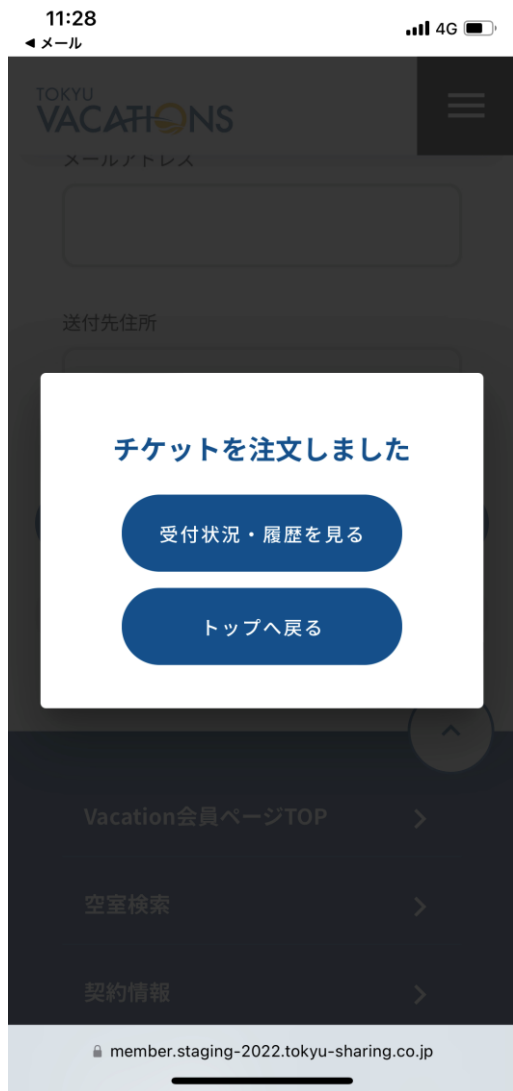 11:28
4G
◀ メール
TOKYU
VACATIONS
メールアドレス
送付先住所
チケットを注文しました
受付状況・履歴を見る
トップへ戻る
Vacation会員ページTOP
空室検索
契約情報
member.staging-2022.tokyu-sharing.co.jp